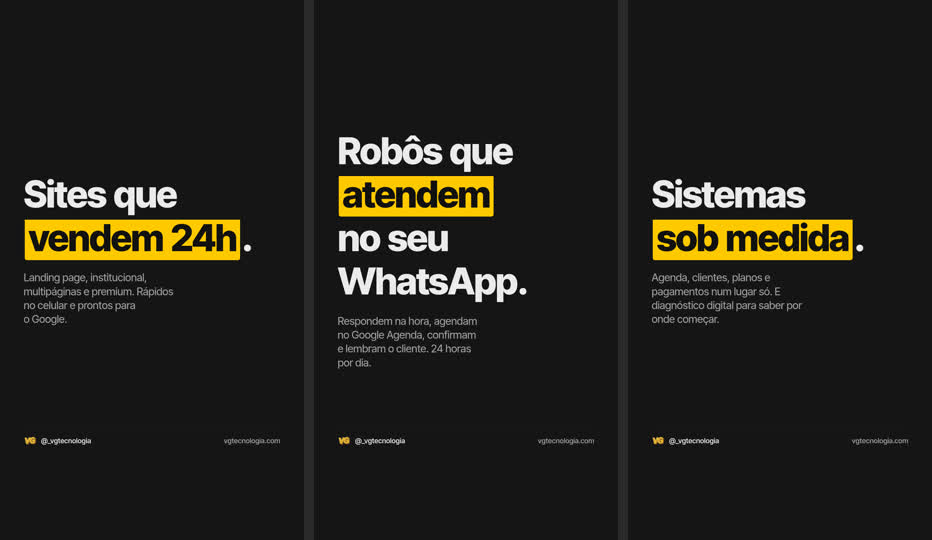 Sites que
vendem 24h.
Landing page, institucional,
multipáginas e premium. Rápidos
no celular e prontos para
o Google.
VG @_vgtecnologia
vgtecnologia.com
Robôs que
atendem
no seu
WhatsApp.
Respondem na hora, agendam
no Google Agenda, confirmam
e lembram o cliente. 24 horas
por dia.
VG @_vgtecnologia
vgtecnologia.com
Sistemas
sob medida.
Agenda, clientes, planos e
pagamentos num lugar só. E
diagnóstico digital para saber por
onde começar.
VG @_vgtecnologia
vgtecnologia.com